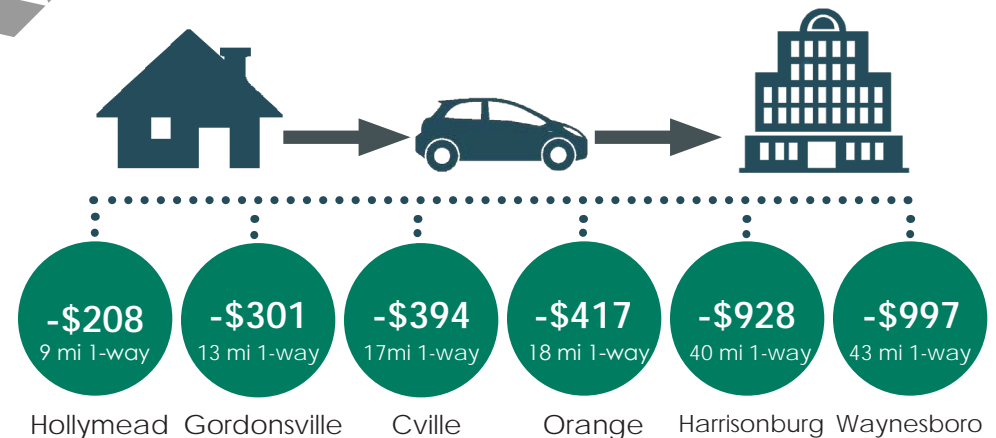 -$208
9 mi 1-way
Hollymead
-$301
13 mi 1-way
Gordonsville
-$394
17mi 1-way
Cville
-$417
18 mi 1-way
Orange
-$928
40 mi 1-way
Harrisonburg
-$997
43 mi 1-way
Waynesboro